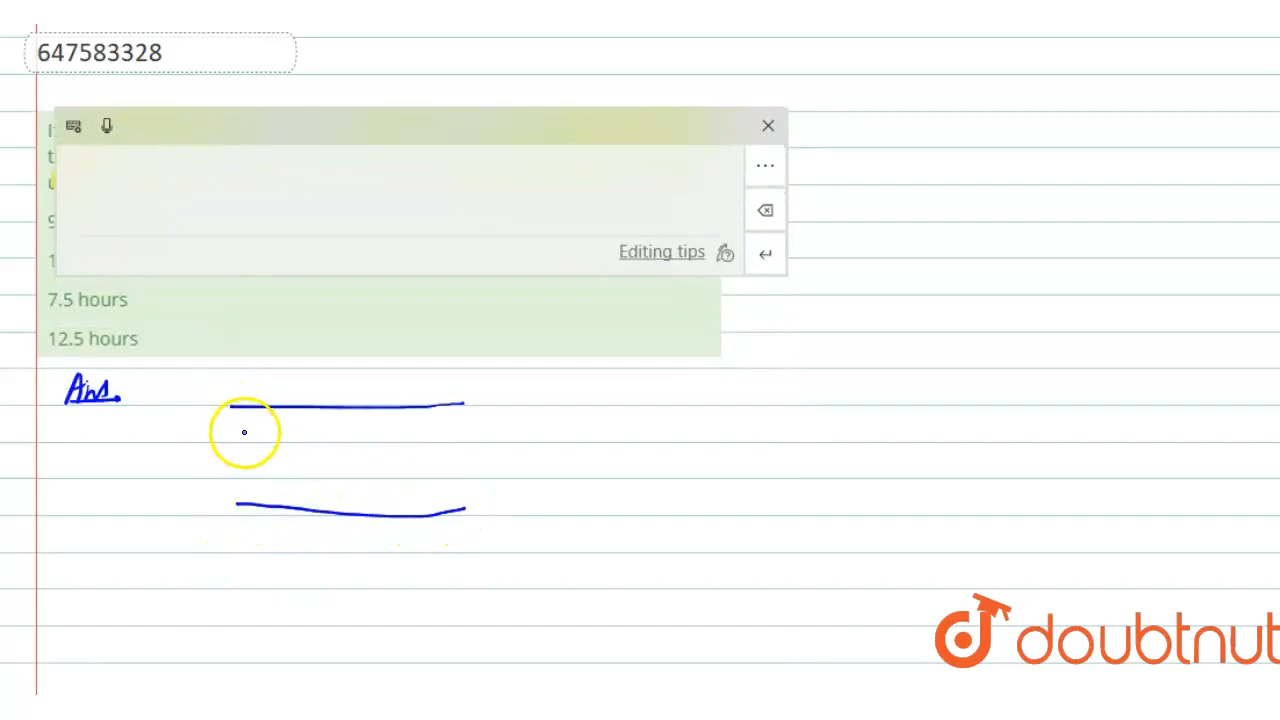 647583328
Editing tips
7.5 hours
12.5 hours
Ans.
doubtnut